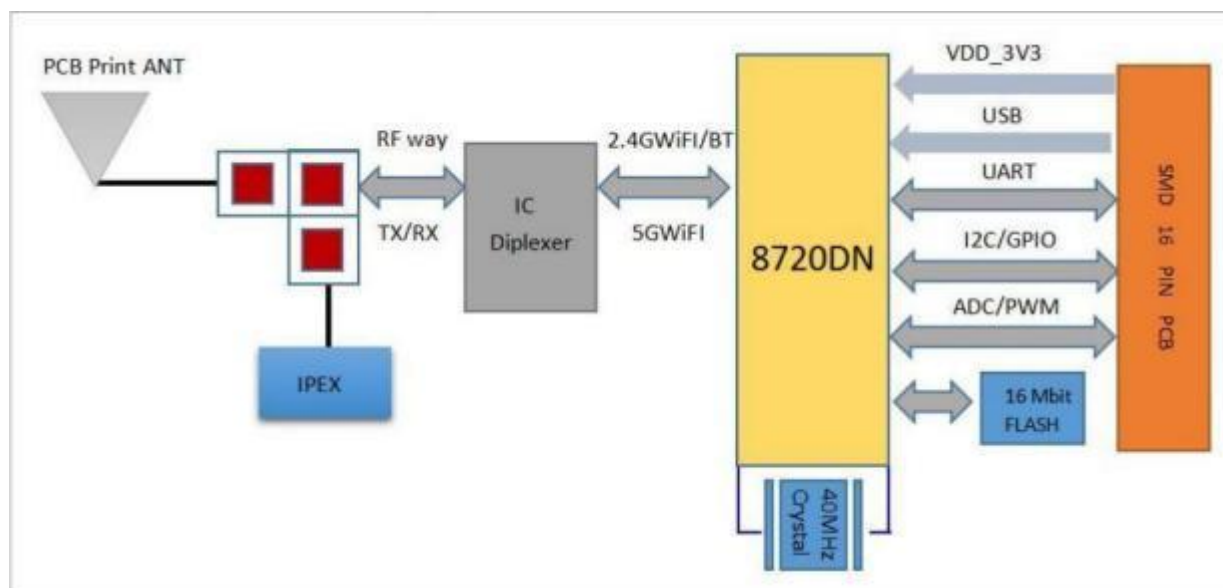 PCB Print ANT
RF way
TX/RX
IPEX
IC
Diplexer
2.4GWiFI/BT
5GWiFI
8720DN
40MHz
Crystal
VDD_3V3
USB
UART
I2C/GPIO
ADC/PWM
16 Mbit
FLASH
SMD 16 PIN PCB